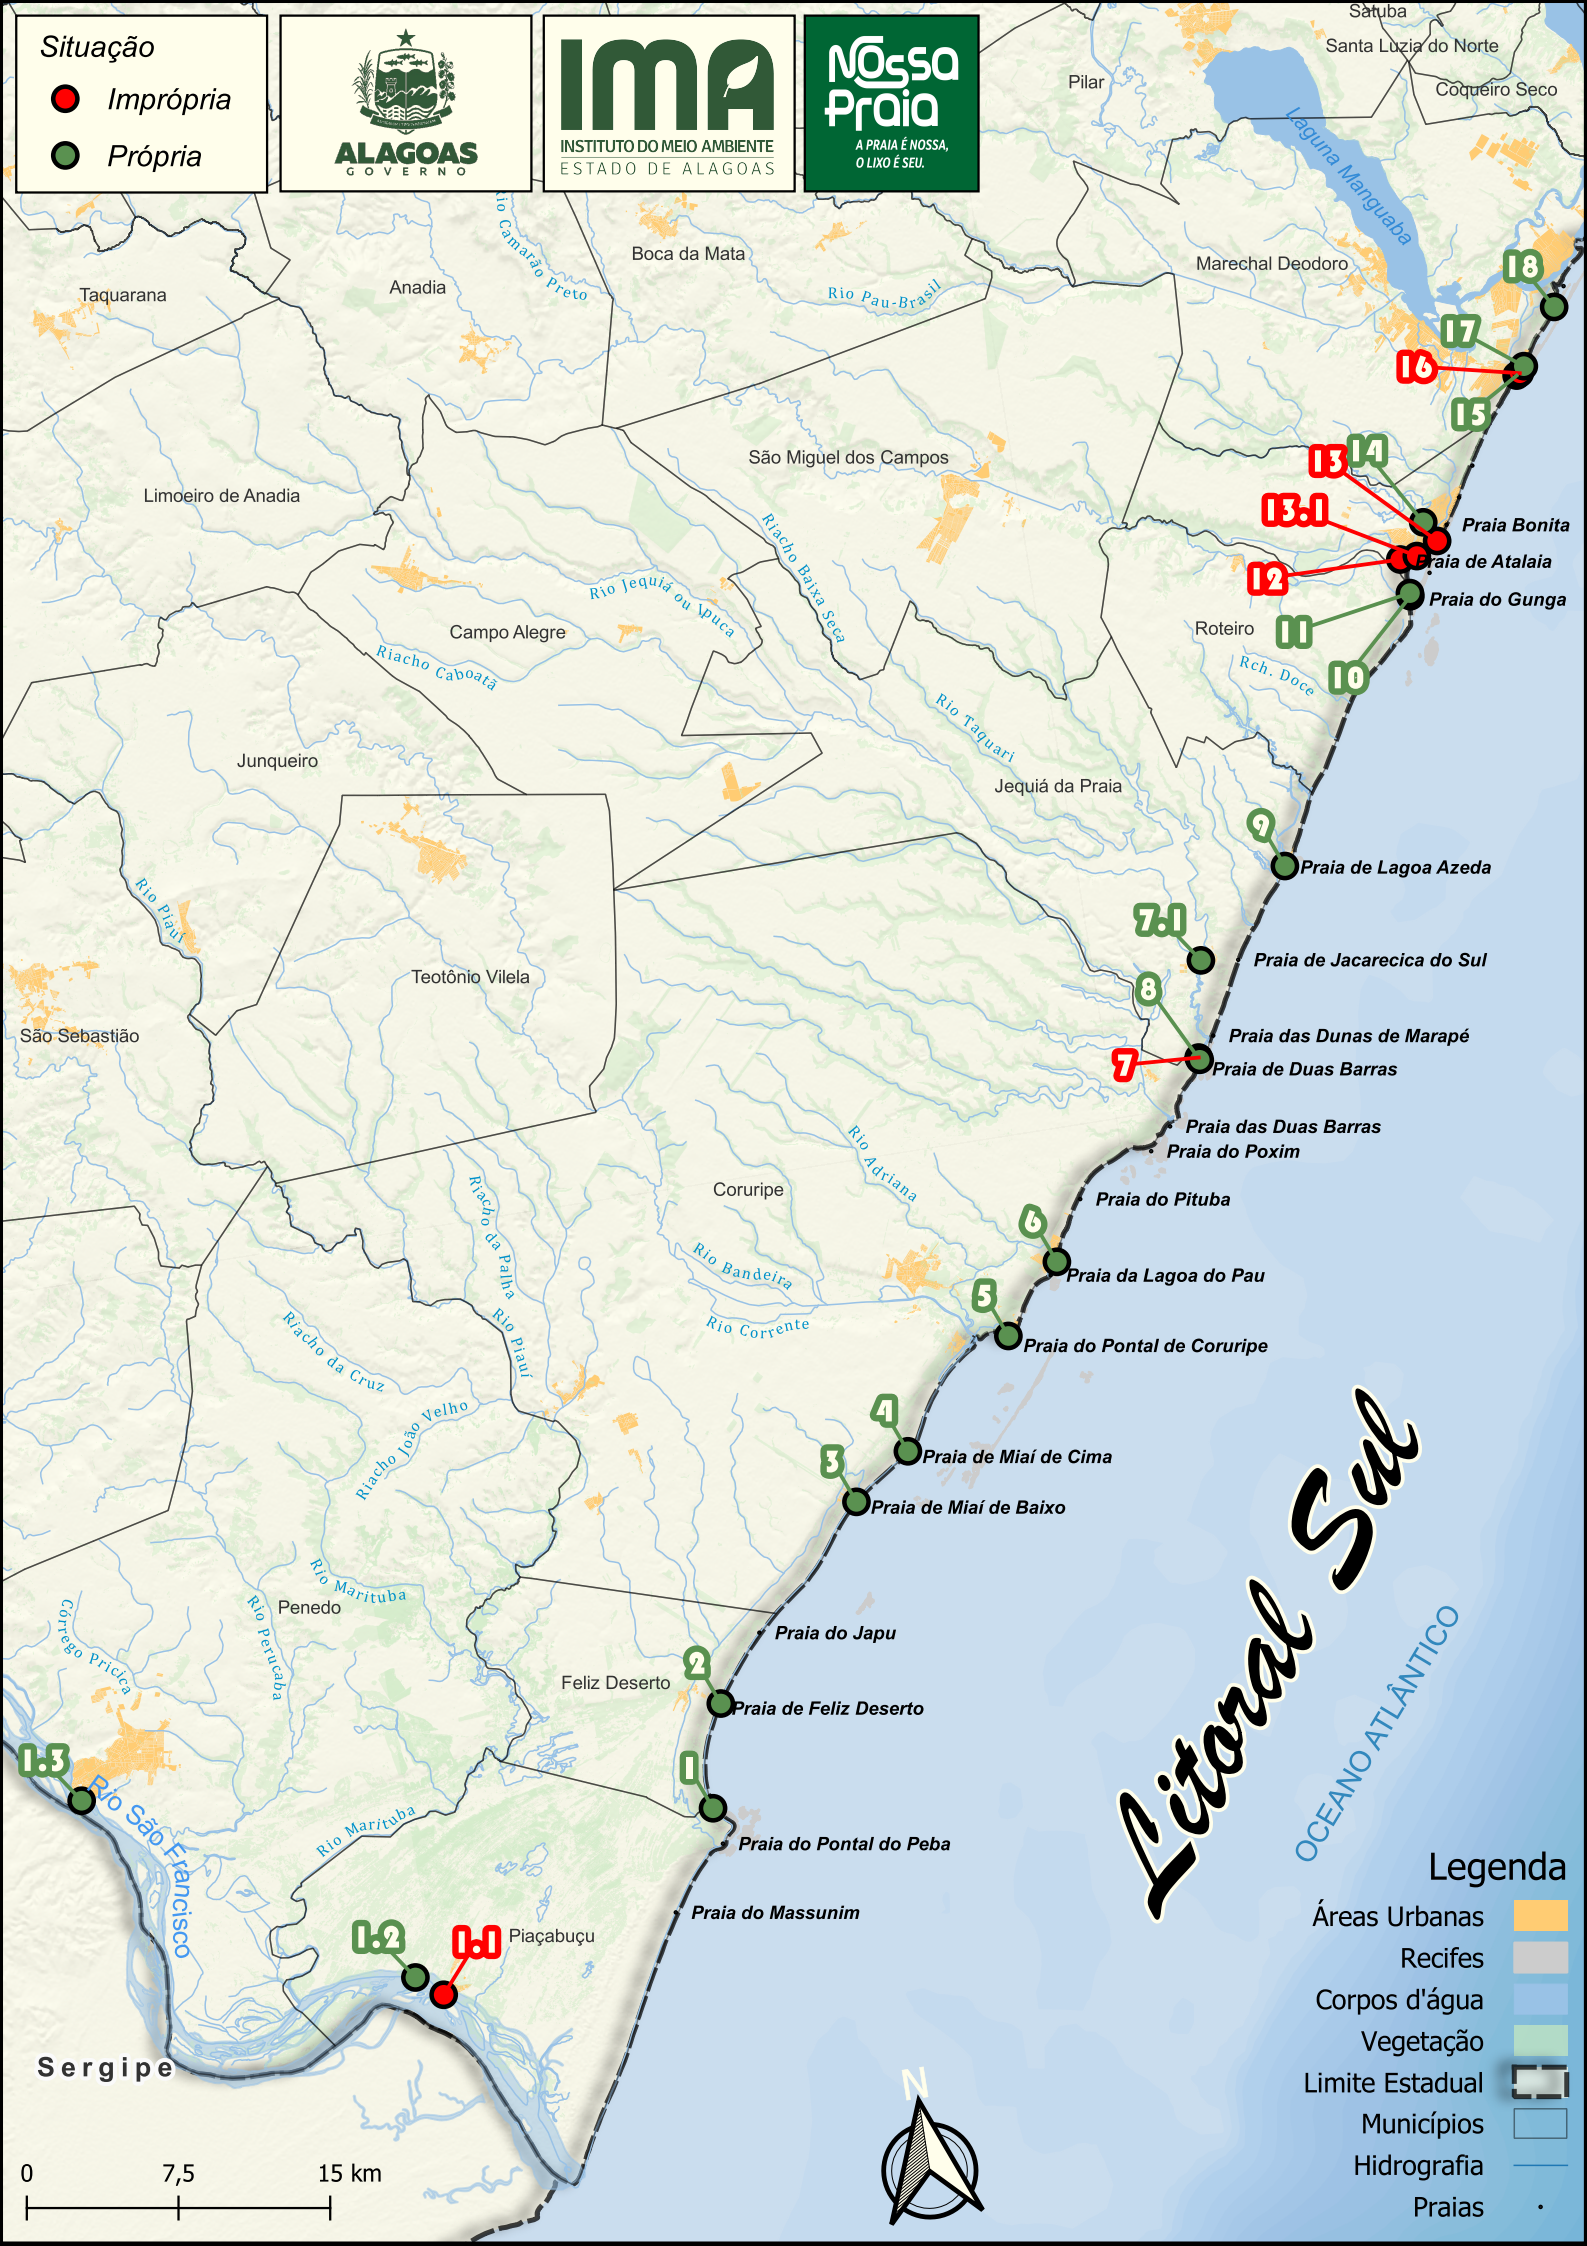 Situação
Imprópria
Própria
ALAGOAS
GOVERNO
IMA
INSTITUTO DO MEIO AMBIENTE
ESTADO DE ALAGOAS
Nossa
Praia
A PRAIA É NOSSA,
O LIXO É SEU.
Satuba
Santa Luzia do Norte
Pilar
Coqueiro Seco
Laguna Manguaba
Rio Camarão Preto
Boca da Mata
Marechal Deodoro
18
Taquarana
Anadia
Rio Pau-Brasil
17
16
15
São Miguel dos Campos
14
13
Limoeiro de Anadia
13.1
Praia Bonita
Riacho Baixa Seca
Praia de Atalaia
12
Rio Jequiá ou Ipuca
Praia do Gunga
Campo Alegre
Roteiro
11
Riacho Caboatã
Rch. Doce
10
Rio Taquari
Junqueiro
Jequiá da Praia
9
Praia de Lagoa Azeda
Rio Piauí
7.1
Praia de Jacarecica do Sul
Teotônio Vilela
8
São Sebastião
Praia das Dunas de Marapé
7
Praia de Duas Barras
Praia das Duas Barras
Praia do Poxim
Rio Adriana
Coruripe
Praia do Pituba
Riacho da Palha
6
Rio Bandeira
Praia da Lagoa do Pau
5
Rio Corrente
Rio Piauí
Riacho da Cruz
Praia do Pontal de Coruripe
Riacho João Velho
4
Praia de Miaí de Cima
3
Praia de Miaí de Baixo
Litoral Sul
Rio Marituba
Penedo
Córrego Pricica
Rio Perucaba
Praia do Japu
OCEANO ATLÂNTICO
2
Feliz Deserto
Praia de Feliz Deserto
1.3
1
Rio São Francisco
Rio Marituba
Praia do Pontal do Peba
Praia do Massunim
1.2
1.1
Piaçabuçu
Sergipe
Legenda
Áreas Urbanas
Recifes
Corpos d'água
Vegetação
Limite Estadual
Municípios
Hidrografia
Praias
N
0
7,5
15 km